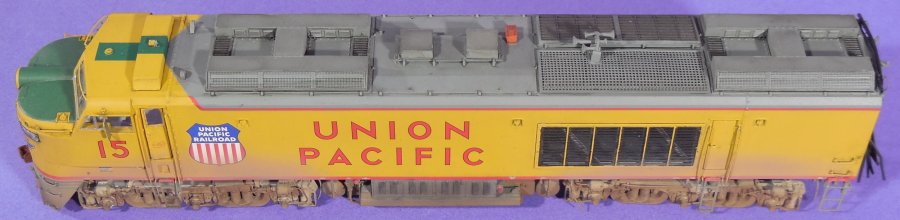 15
UNION
PACIFIC
RAILROAD
UNION
PACIFIC